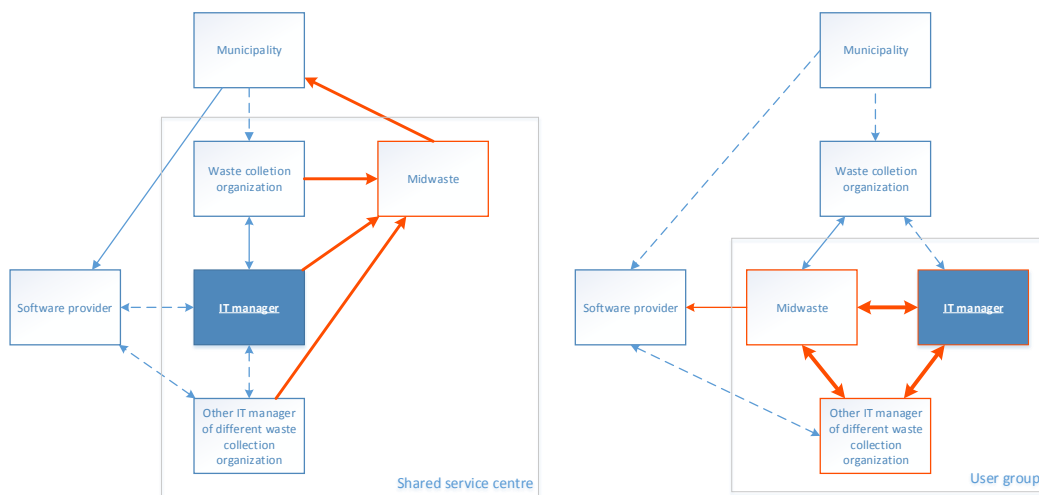 Municipality
Waste colletion
organization
Midwaste
Software provider
IT manager
Other IT manager
of different waste
collection
organization
Shared service centre
Municipality
Waste colletion
organization
Software provider
Midwaste
IT manager
Other IT manager
of different waste
collection
organization
User group